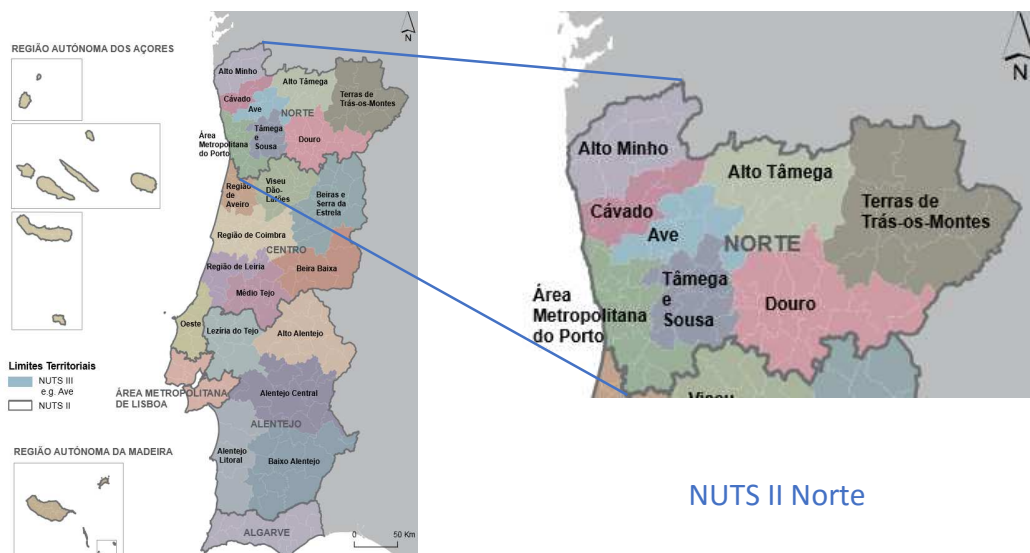 REGIÃO AUTÓNOMA DOS AÇORES
N
Alto Minho
Alto Tâmega
Terras de
Trás-os-Montes
Cávado
Ave
NORTE
Área
Metropolitana
do Porto
Tâmega
e
Sousa
Douro
Região
de
Aveiro
Viseu
Dão-
Lafões
Beiras e
Serra da
Estrela
Região de Coimbra
CENTRO
Região de Leiria
Beira Baixa
Médio Tejo
Oeste
Lezíria do Tejo
Alto Alentejo
Limites Territoriais
NUTS III
e.g. Ave
NUTS II
ÁREA METROPOLITANA
DE LISBOA
Alentejo Central
ALENTEJO
REGIÃO AUTÓNOMA DA MADEIRA
Alentejo
Litoral
Baixo Alentejo
ALGARVE
0 50 Km
N
Alto Minho
Alto Tâmega
Terras de
Trás-os-Montes
Cávado
Ave
NORTE
Tâmega
e
Sousa
Douro
Área
Metropolitana
do Porto
Viseu
NUTS II Norte